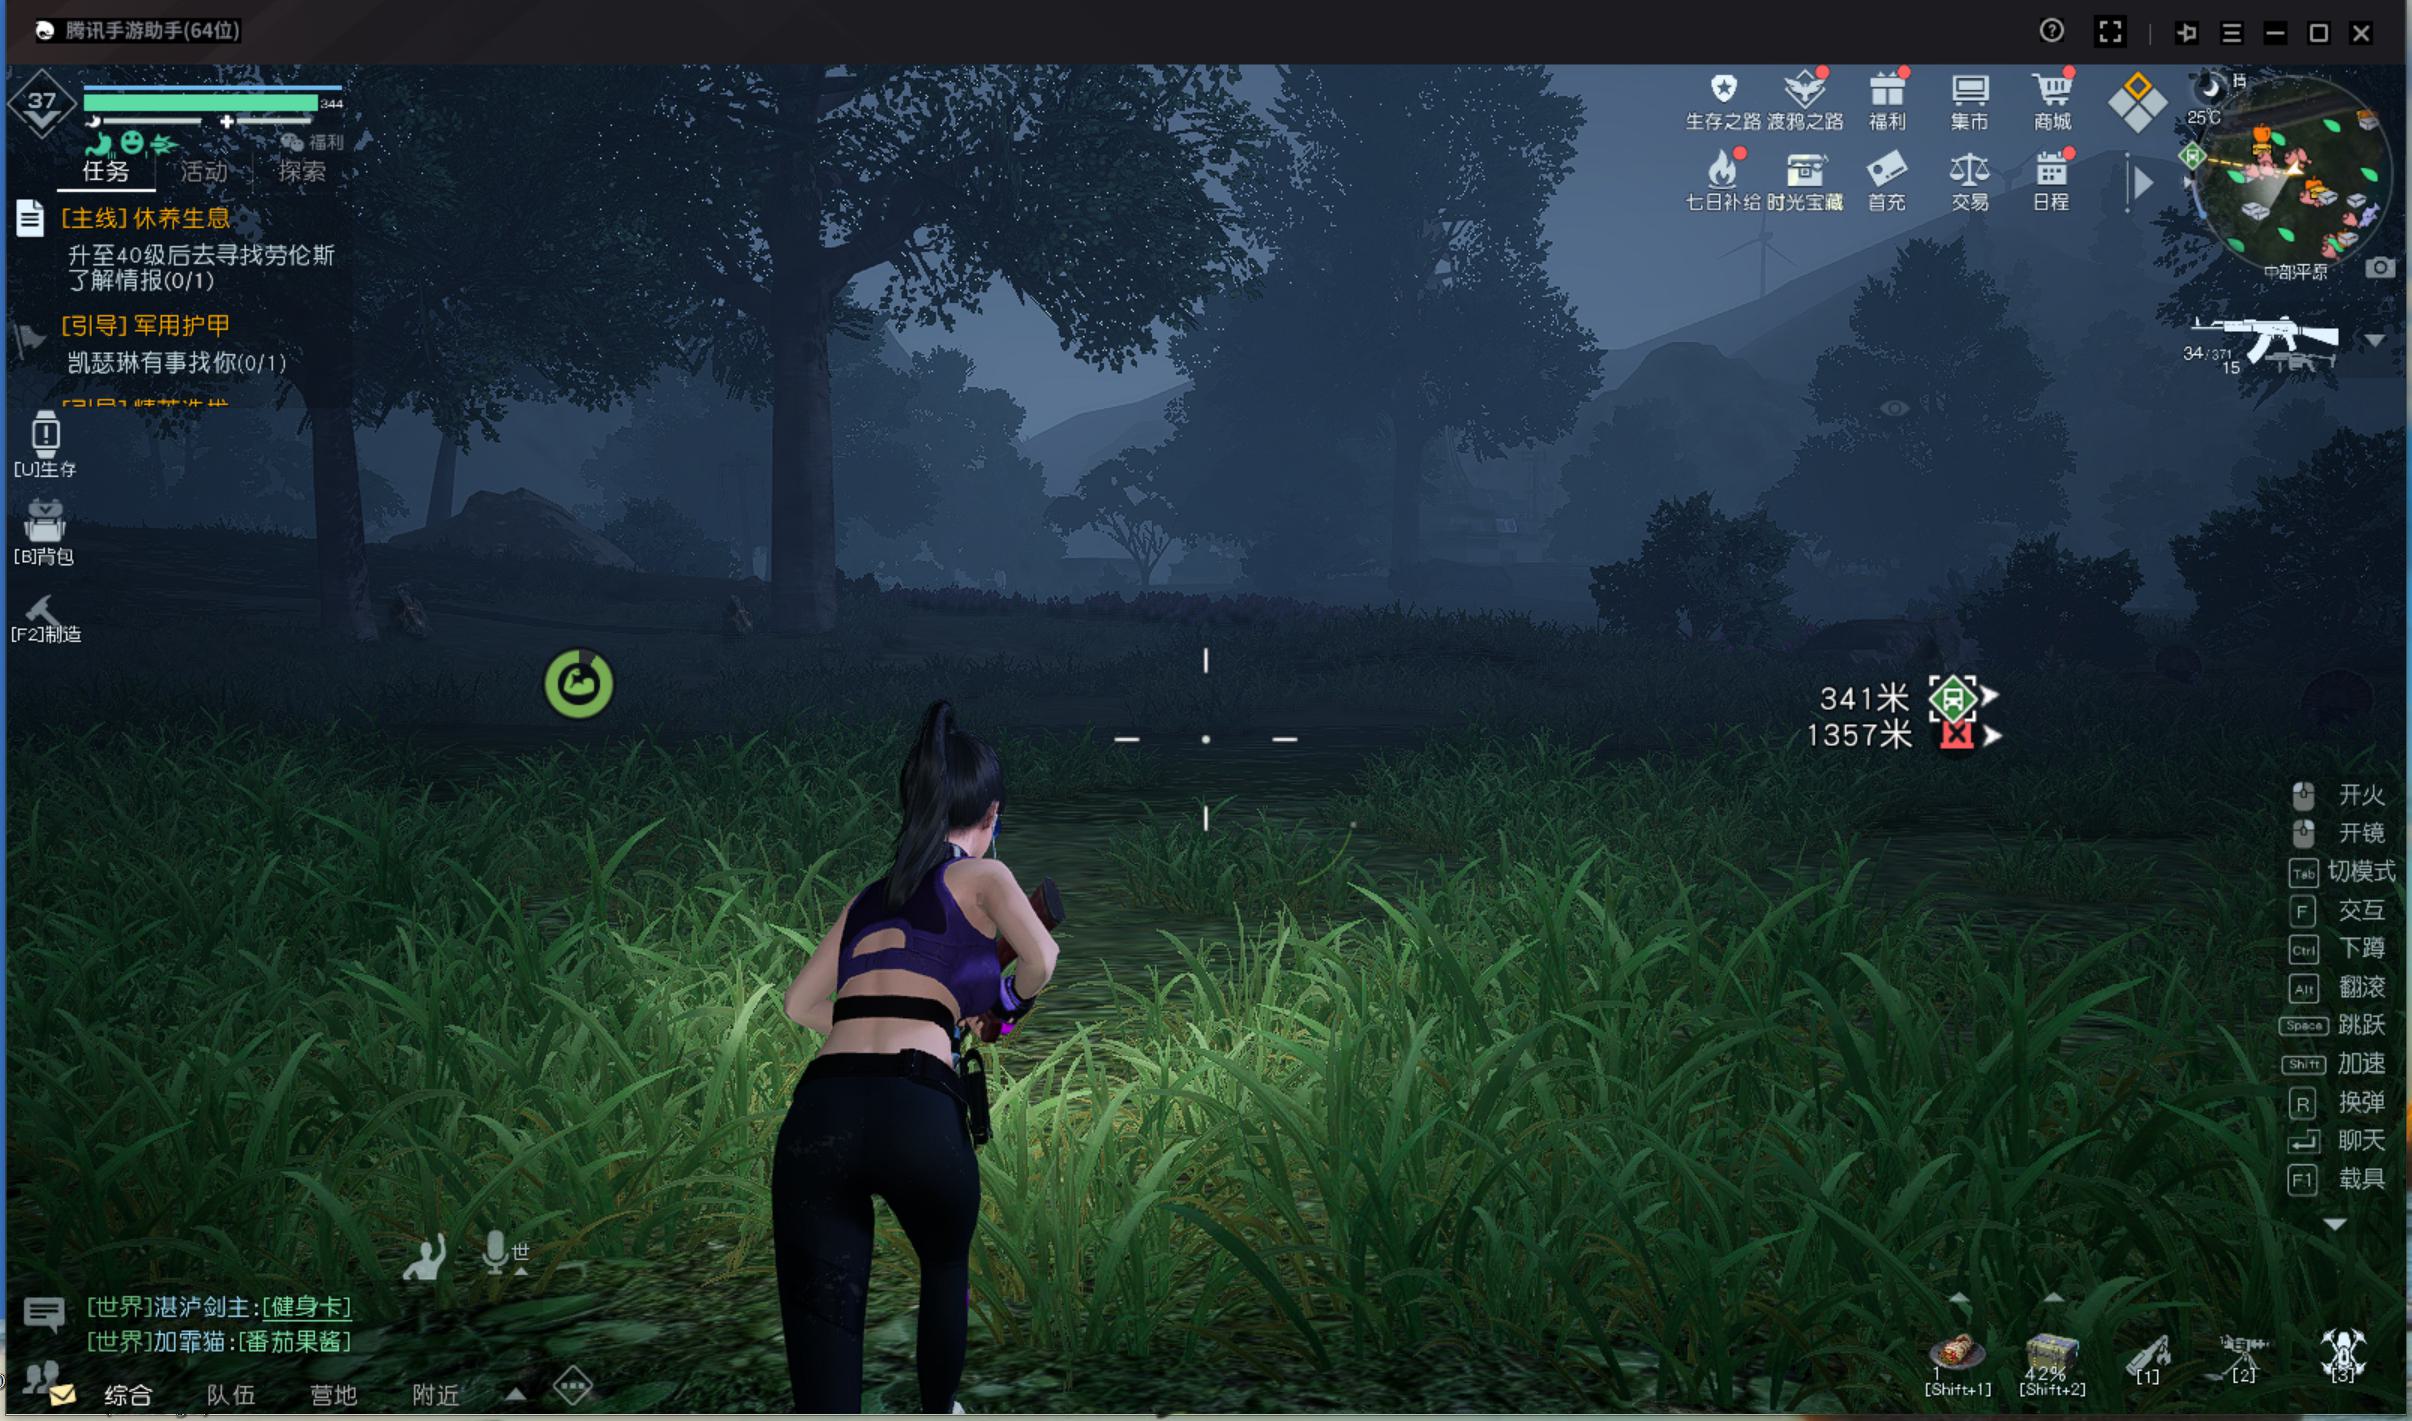 腾讯手游助手(64位)
37
344
福利
任务 活动 探索
[主线] 休养生息
升至40级后去寻找劳伦斯
了解情报(0/1)
[引导] 军用护甲
凯瑟琳有事找你(0/1)
[U]生存
[B]背包
[F2]制造
生存之路 渡鸦之路 福利 集市 商城
七日补给 时光宝藏 首充 交易 日程
晴
25℃
中部平原
34/371
15
341米
1357米
开火
开镜
Tab 切模式
F 交互
Ctrl 下蹲
Alt 翻滚
Space 跳跃
Shift 加速
R 换弹
聊天
F1 载具
世
[世界]湛泸剑主:[健身卡]
[世界]加霏猫:[番茄果酱]
综合 队伍 营地 附近
1 42%
[Shift+1] [Shift+2] [1] [2] [3]